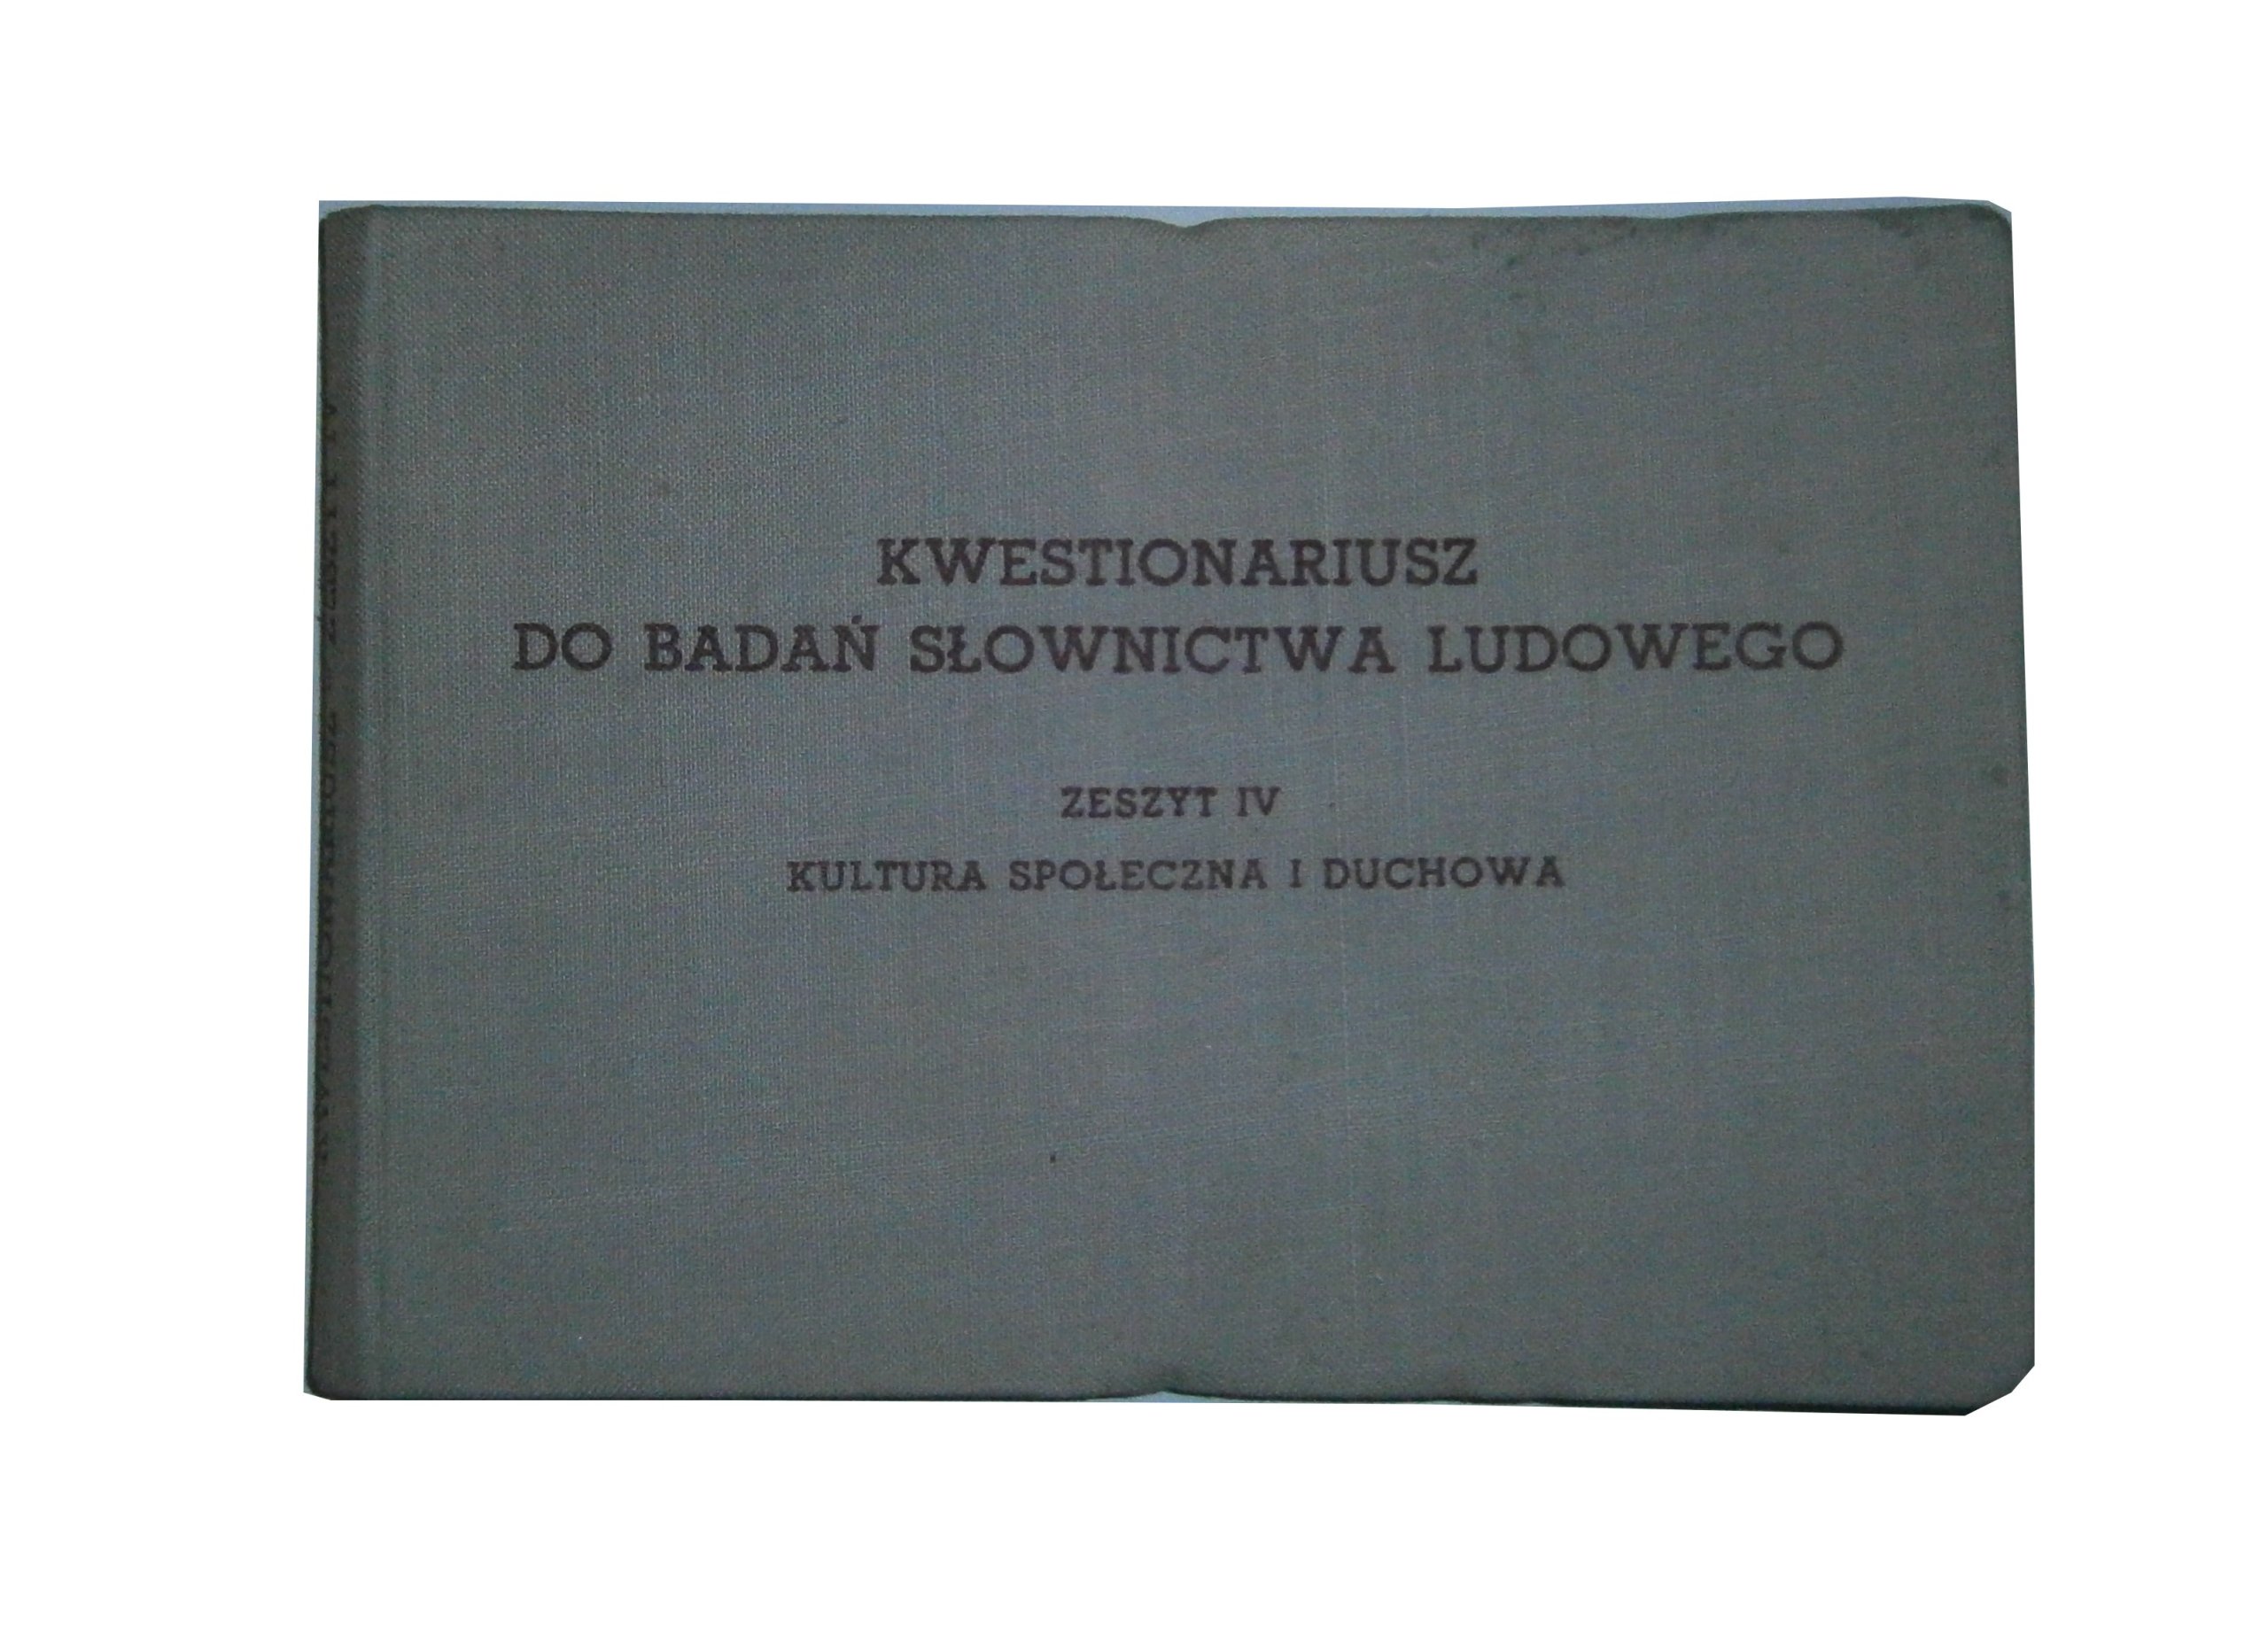 KWESTIONARIUSZ
DO BADAŃ SŁOWNICTWA LUDOWEGO
ZESZYT IV
KULTURA SPOŁECZNA I DUCHOWA